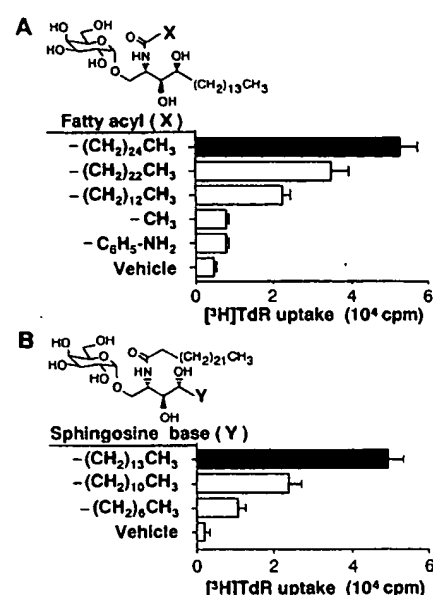 A
HO OH
O X
HO HO HN OH
O (CH2)13CH3
OH
Fatty acyl (X)
-(CH2)24CH3
-(CH2)22CH3
-(CH2)12CH3
-CH3
-C6H5-NH2
Vehicle
0 2 4 6
[³H]TdR uptake (10⁴ cpm)
B
O (CH2)21CH3
HO OH
HO HO HN OH
O Y
OH
Sphingosine base (Y)
-(CH2)13CH3
-(CH2)10CH3
-(CH2)6CH3
Vehicle
0 2 4 6
[³H]TdR uptake (10⁴ cpm)